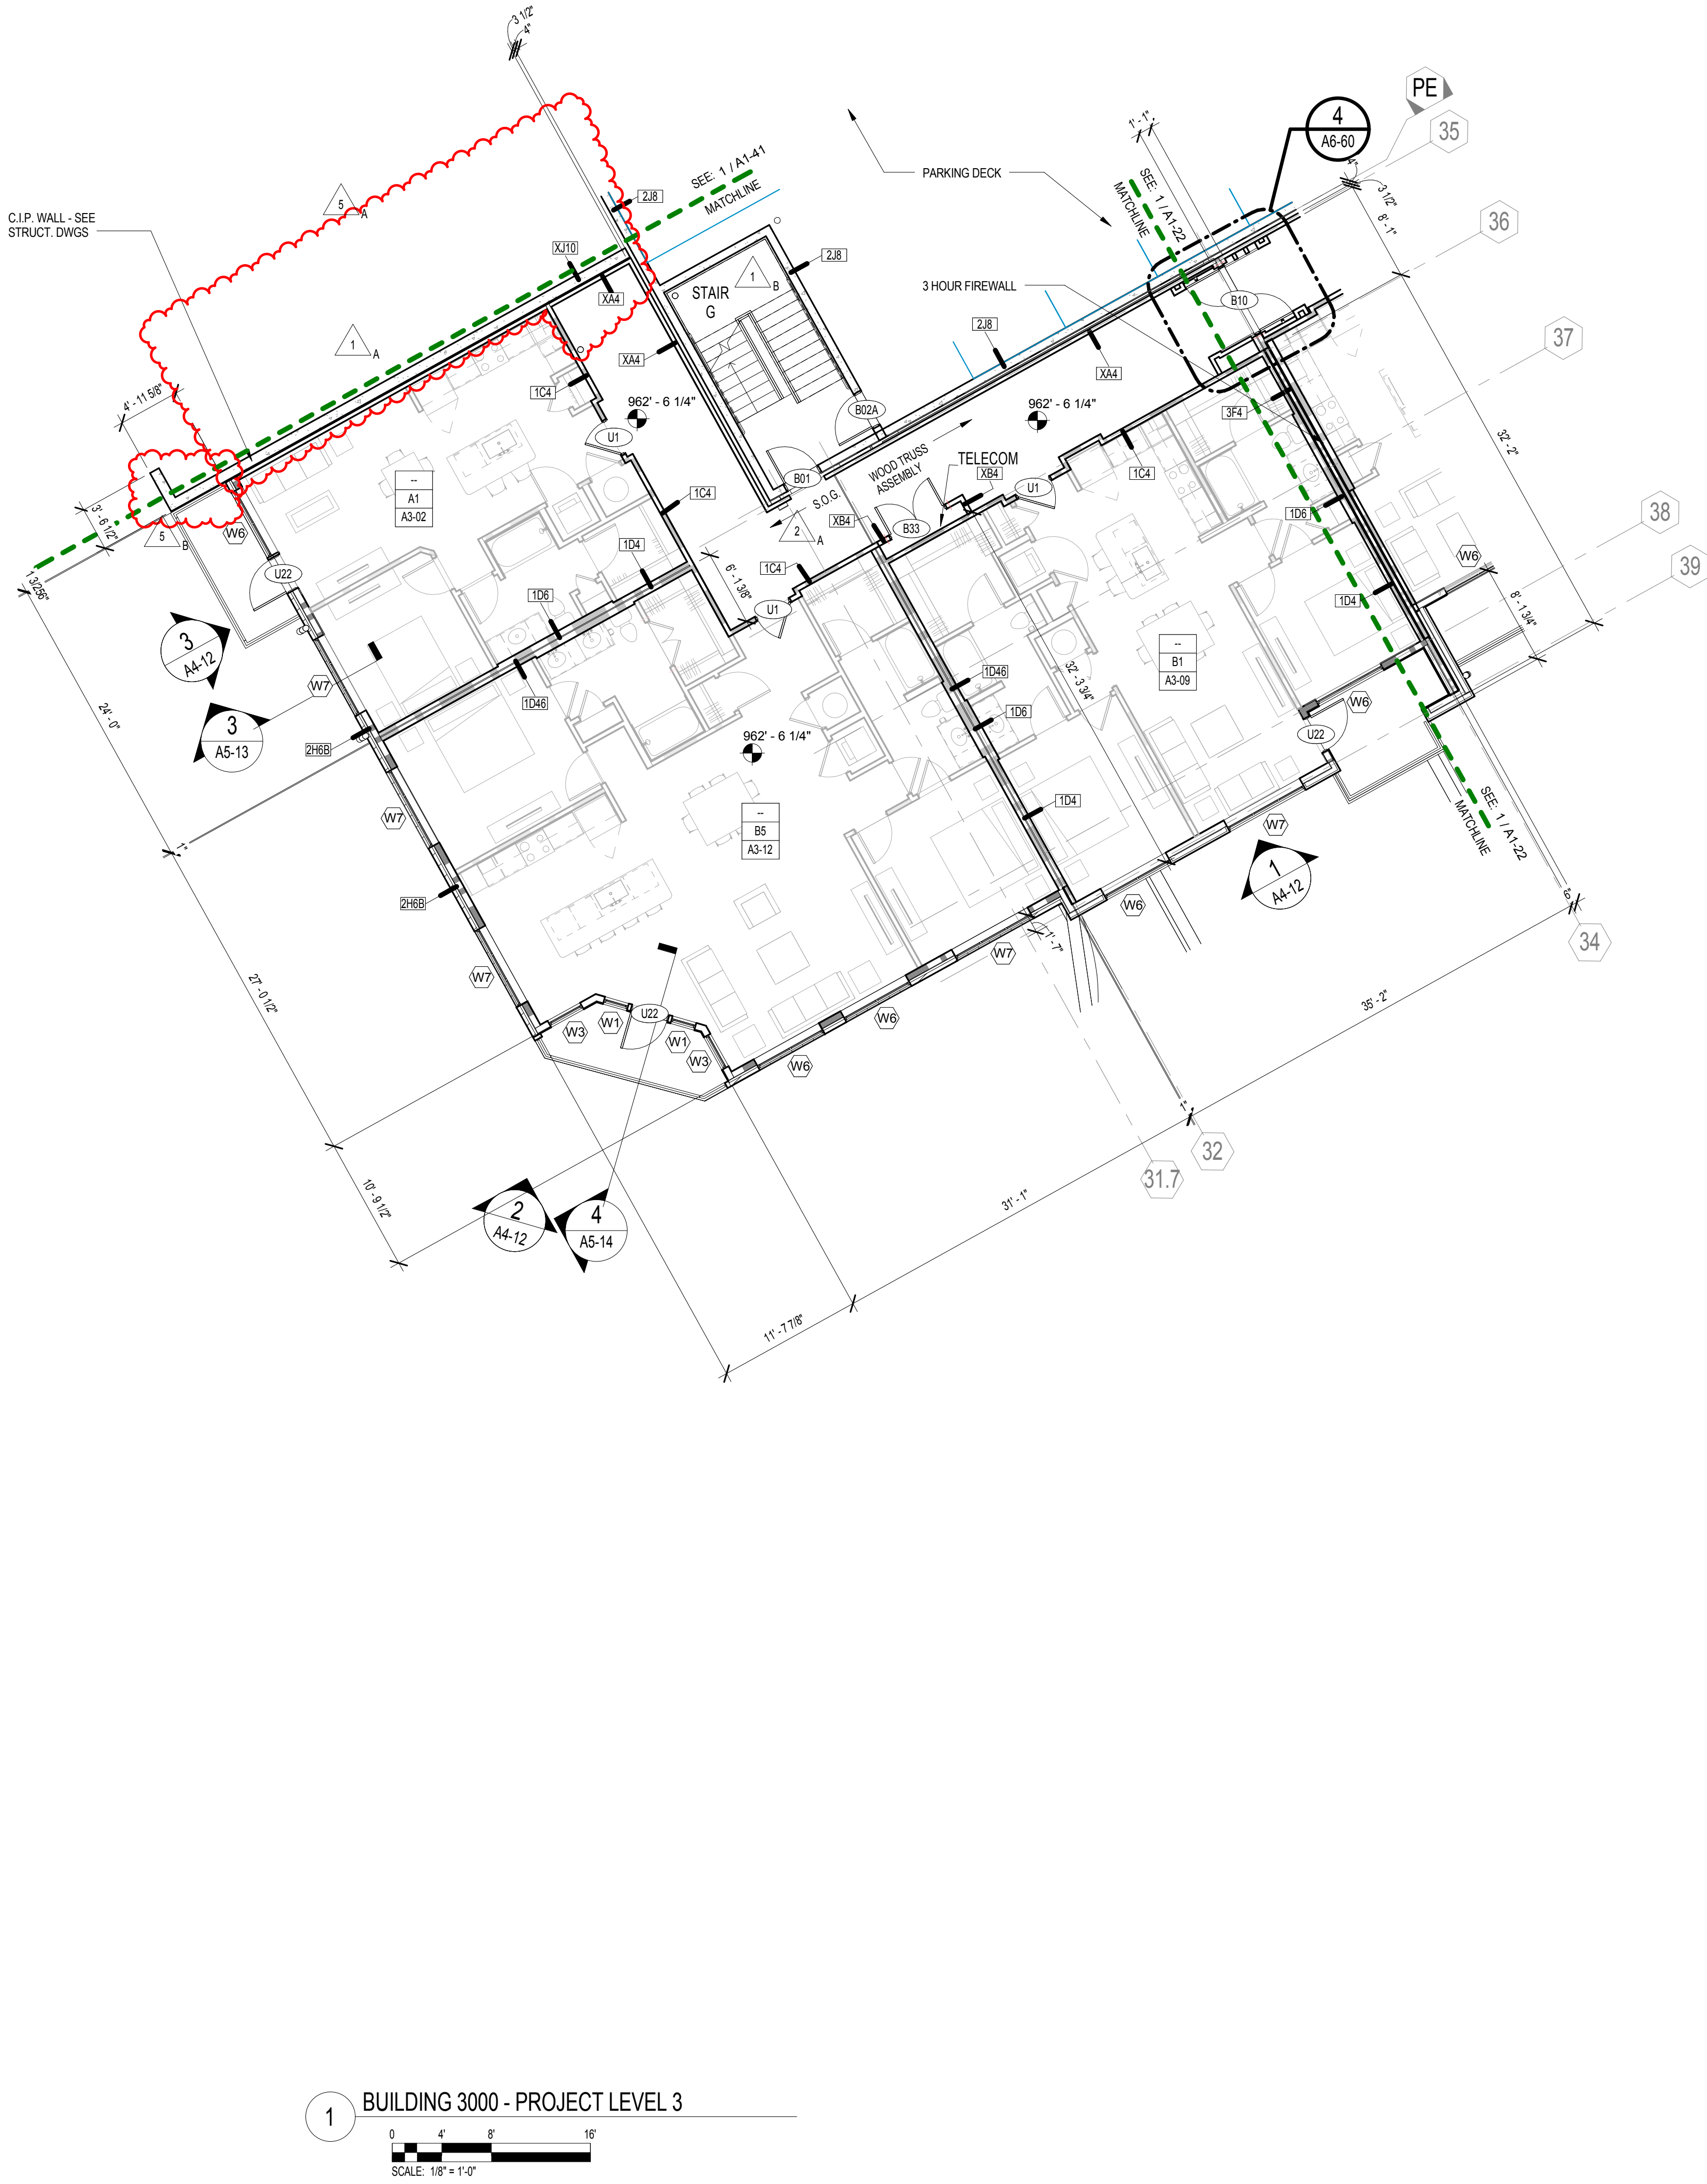 3 1/2"
4"
PE
4
A6-60
35
1'- 1"
4"
3 1/2"
8' - 1"
SEE: 1 / A1-41
MATCHLINE
PARKING DECK
SEE: 1 / A1-22
MATCHLINE
5
A
2J8
C.I.P. WALL - SEE
STRUCT. DWGS
36
XJ10
XA4
STAIR
G
1
B
2J8
3 HOUR FIREWALL
B10
37
1
A
XA4
2J8
XA4
4' - 11 5/8"
1C4
962' - 6 1/4"
U1
B02A
962' - 6 1/4"
3F4
32' - 2"
--
A1
A3-02
WOOD TRUSS
ASSEMBLY
TELECOM
1C4
B01
XB4
U1
S.O.G.
1C4
3' - 6 1/2"
5
B
W6
2
A
XB4
B33
1D6
38
W6
39
1D4
1C4
6' - 1 3/8"
1 3/256"
U22
1D6
U1
1D4
8' - 1 3/4"
3
A4-12
--
B1
A3-09
32' - 3 3/4"
1D46
W7
1D46
W6
24' - 0"
3
A5-13
1D6
U22
2H6B
962' - 6 1/4"
SEE: 1 / A1-22
MATCHLINE
W7
1D4
--
B5
A3-12
W7
1"
1
A4-12
2H6B
W6
6"
34
1'- 7"
W7
W7
27' - 0 1/2"
35' - 2"
U22
W3
W1
W1
W3
W6
W6
1"
32
31.7
10' - 9 1/2"
31' - 1"
2
A4-12
4
A5-14
11' - 7 7/8"
1
BUILDING 3000 - PROJECT LEVEL 3
0 4' 8' 16'
SCALE: 1/8" = 1'-0"